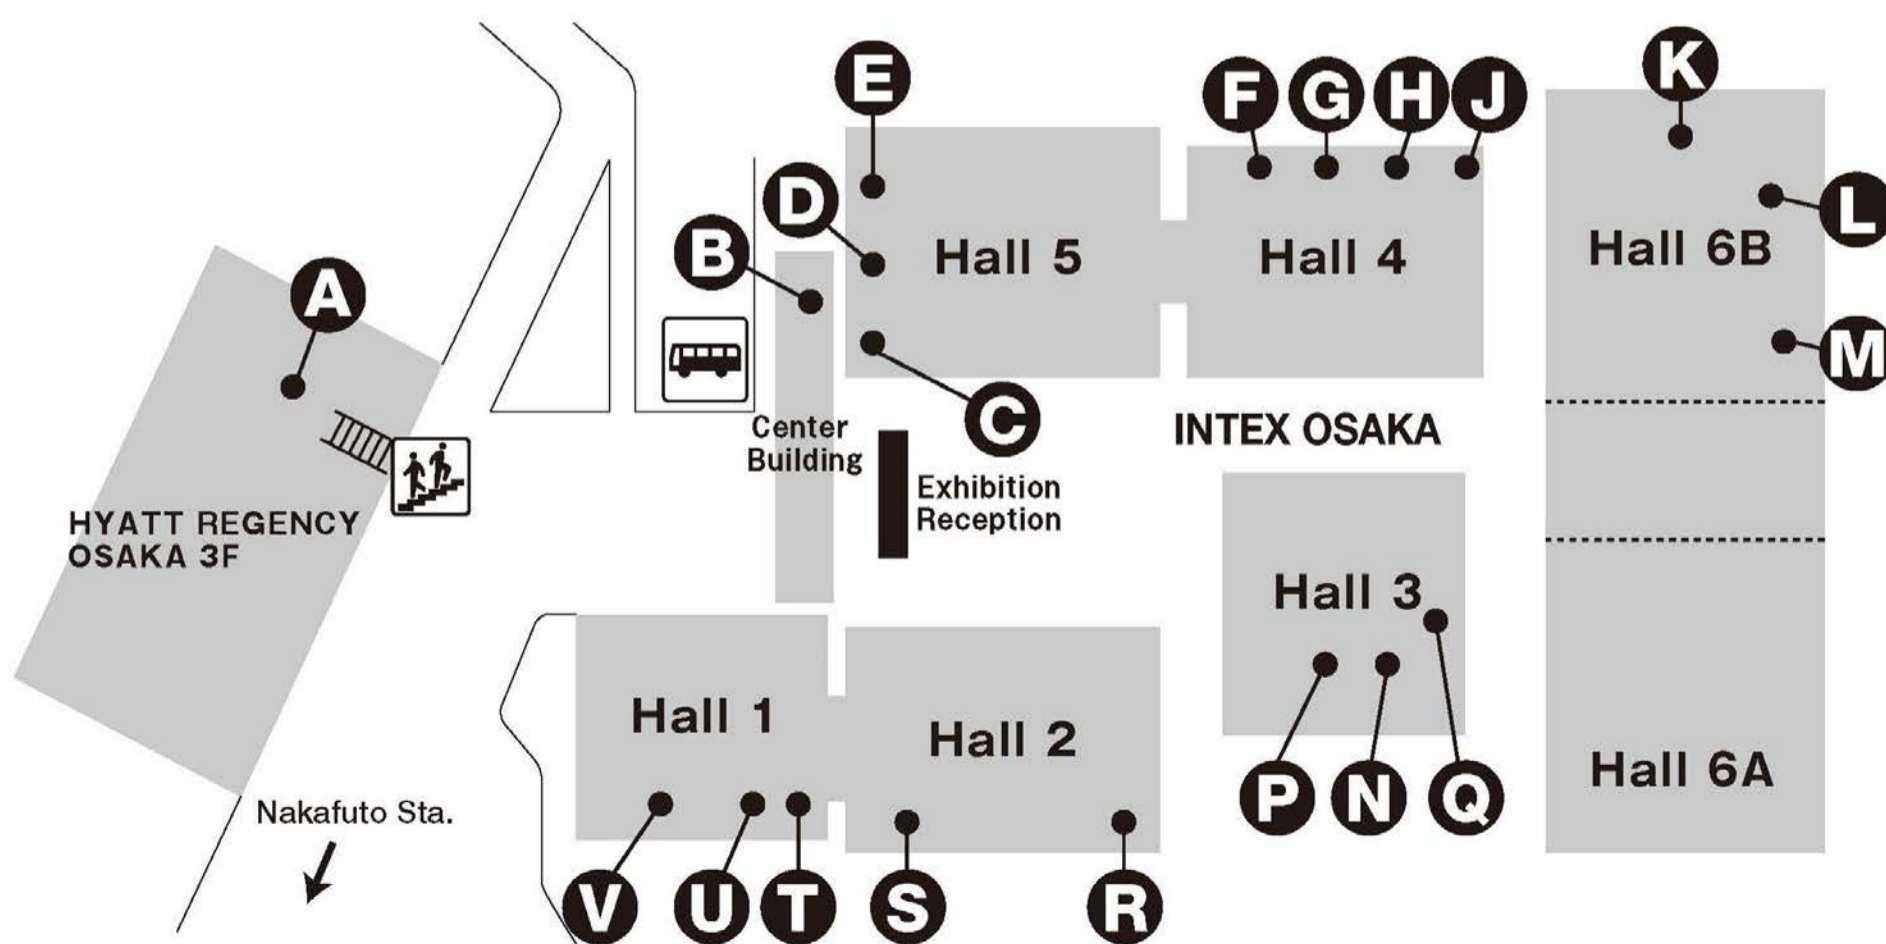 K
E
F
G
H
J
D
L
B
Hall 5
Hall 4
Hall 6B
A
M
C
Center
Building
INTEX OSAKA
Exhibition
Reception
HYATT REGENCY
OSAKA 3F
Hall 3
Hall 1
Hall 2
Hall 6A
Nakafuto Sta.
P
N
Q
V
U
T
S
R